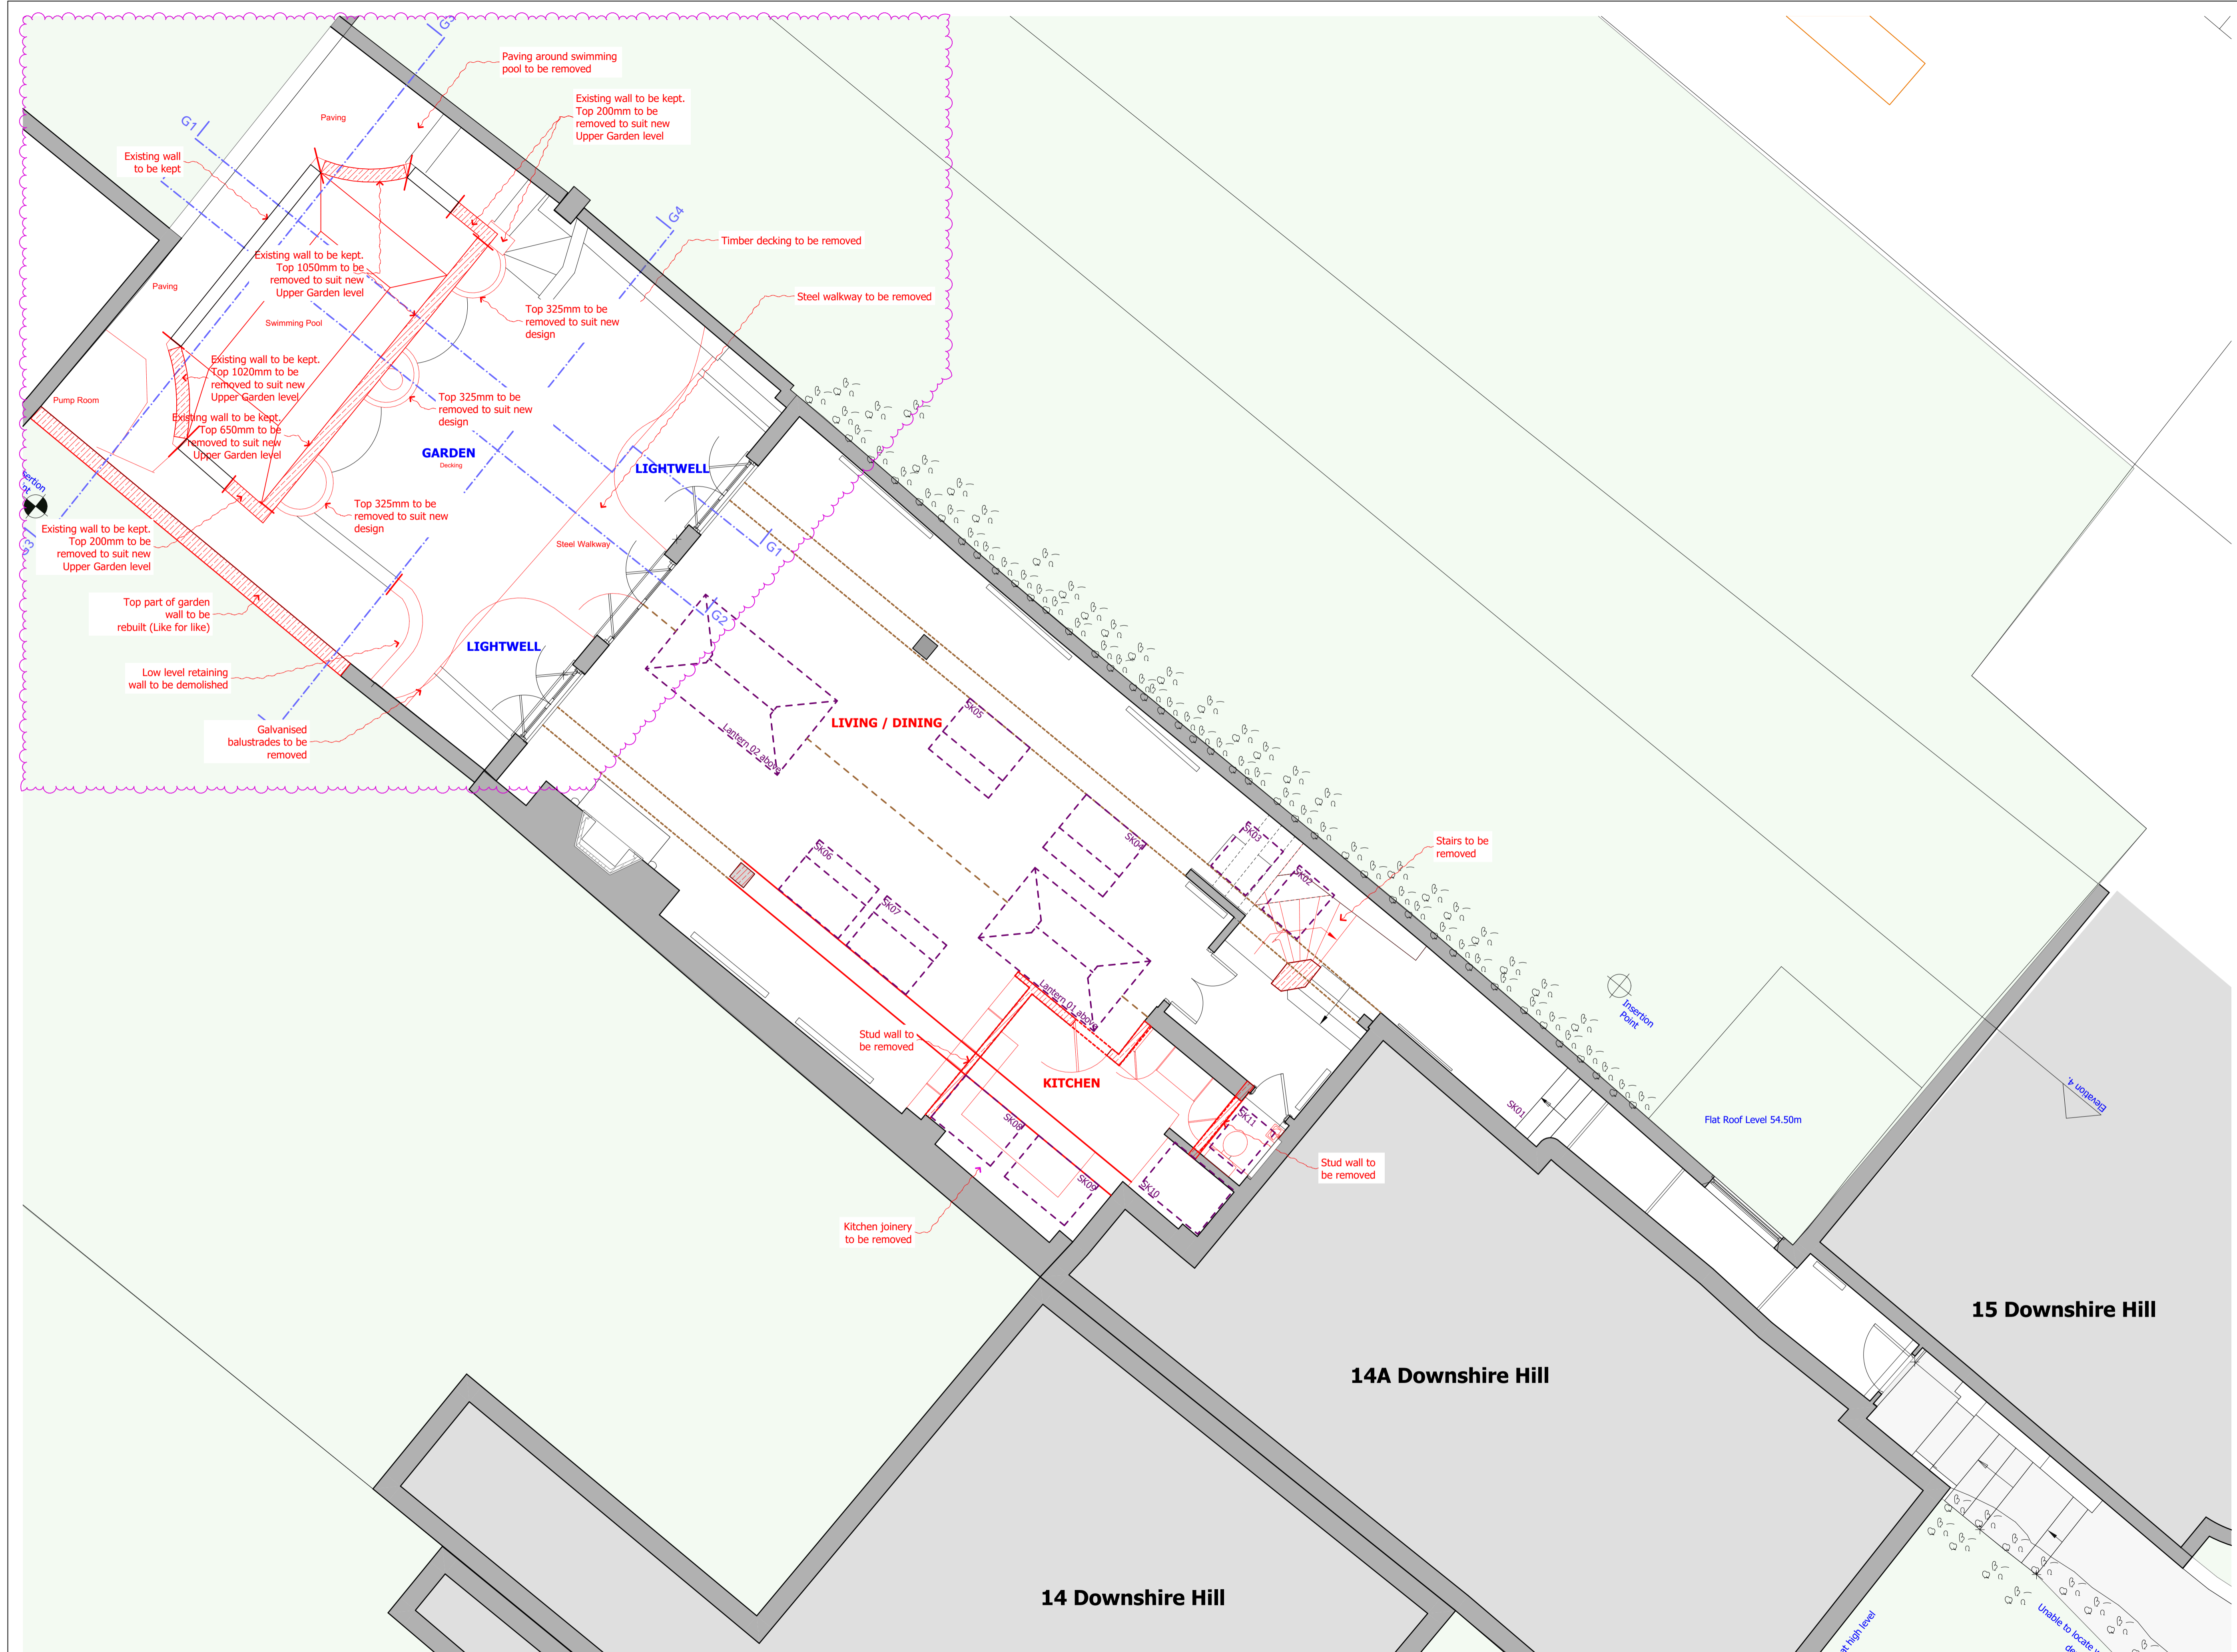 G3
Paving around swimming
pool to be removed
Existing wall to be kept.
Top 200mm to be
removed to suit new
Upper Garden level
G1
Paving
Existing wall
to be kept
G4
Timber decking to be removed
Existing wall to be kept.
Top 1050mm to be
removed to suit new
Upper Garden level
Paving
Steel walkway to be removed
Top 325mm to be
removed to suit new
design
Swimming Pool
Existing wall to be kept.
Top 1020mm to be
removed to suit new
Upper Garden level
Pump Room
Top 325mm to be
removed to suit new
design
Existing wall to be kept.
Top 650mm to be
removed to suit new
Upper Garden level
GARDEN
Decking
LIGHTWELL
Top 325mm to be
removed to suit new
design
Existing wall to be kept.
Top 200mm to be
removed to suit new
Upper Garden level
G3
Steel Walkway
G1
Top part of garden
wall to be
rebuilt (Like for like)
G2
LIGHTWELL
Low level retaining
wall to be demolished
Galvanised
balustrades to be
removed
Lantern 02 above
LIVING / DINING
SK05
SK04
SK03
SK02
Stairs to be
removed
SK06
SK07
Lantern 01 above
Insertion
Point
Stud wall to
be removed
KITCHEN
SK08
SK09
SK10
SK11
SK01
Stud wall to
be removed
Kitchen joinery
to be removed
Flat Roof Level 54.50m
Elevation 4.
15 Downshire Hill
14A Downshire Hill
14 Downshire Hill
at high level
Unable to locate